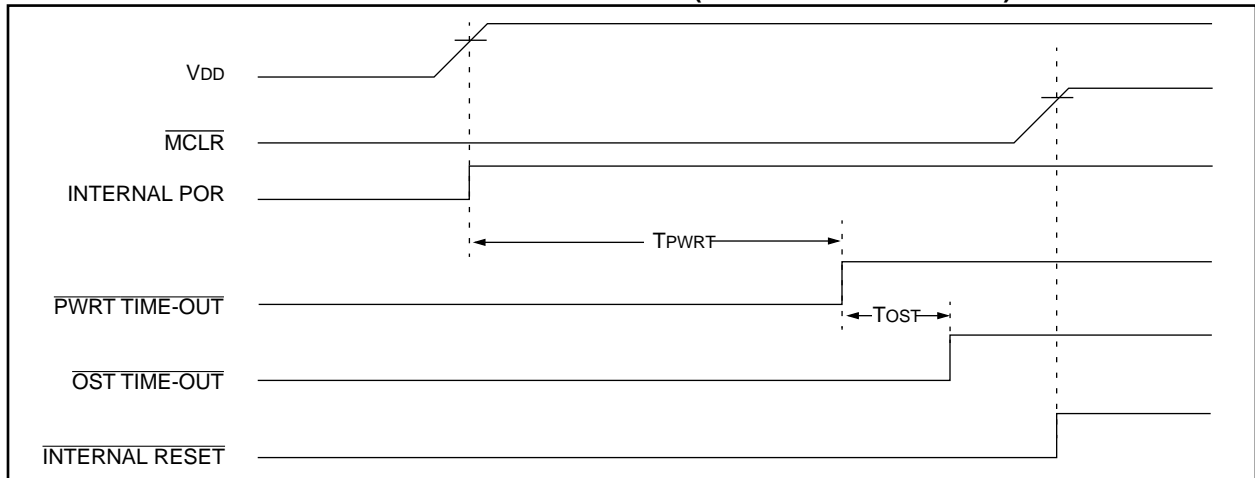 VDD
MCLR
INTERNAL POR
TPWRT
PWRT TIME-OUT
TOST
OST TIME-OUT
INTERNAL RESET